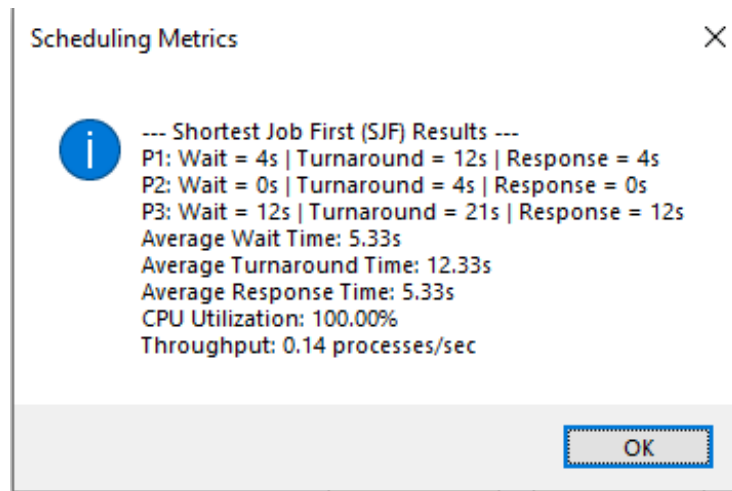 Scheduling Metrics
--- Shortest Job First (SJF) Results ---
P1: Wait = 4s | Turnaround = 12s | Response = 4s
P2: Wait = 0s | Turnaround = 4s | Response = 0s
P3: Wait = 12s | Turnaround = 21s | Response = 12s
Average Wait Time: 5.33s
Average Turnaround Time: 12.33s
Average Response Time: 5.33s
CPU Utilization: 100.00%
Throughput: 0.14 processes/sec
OK